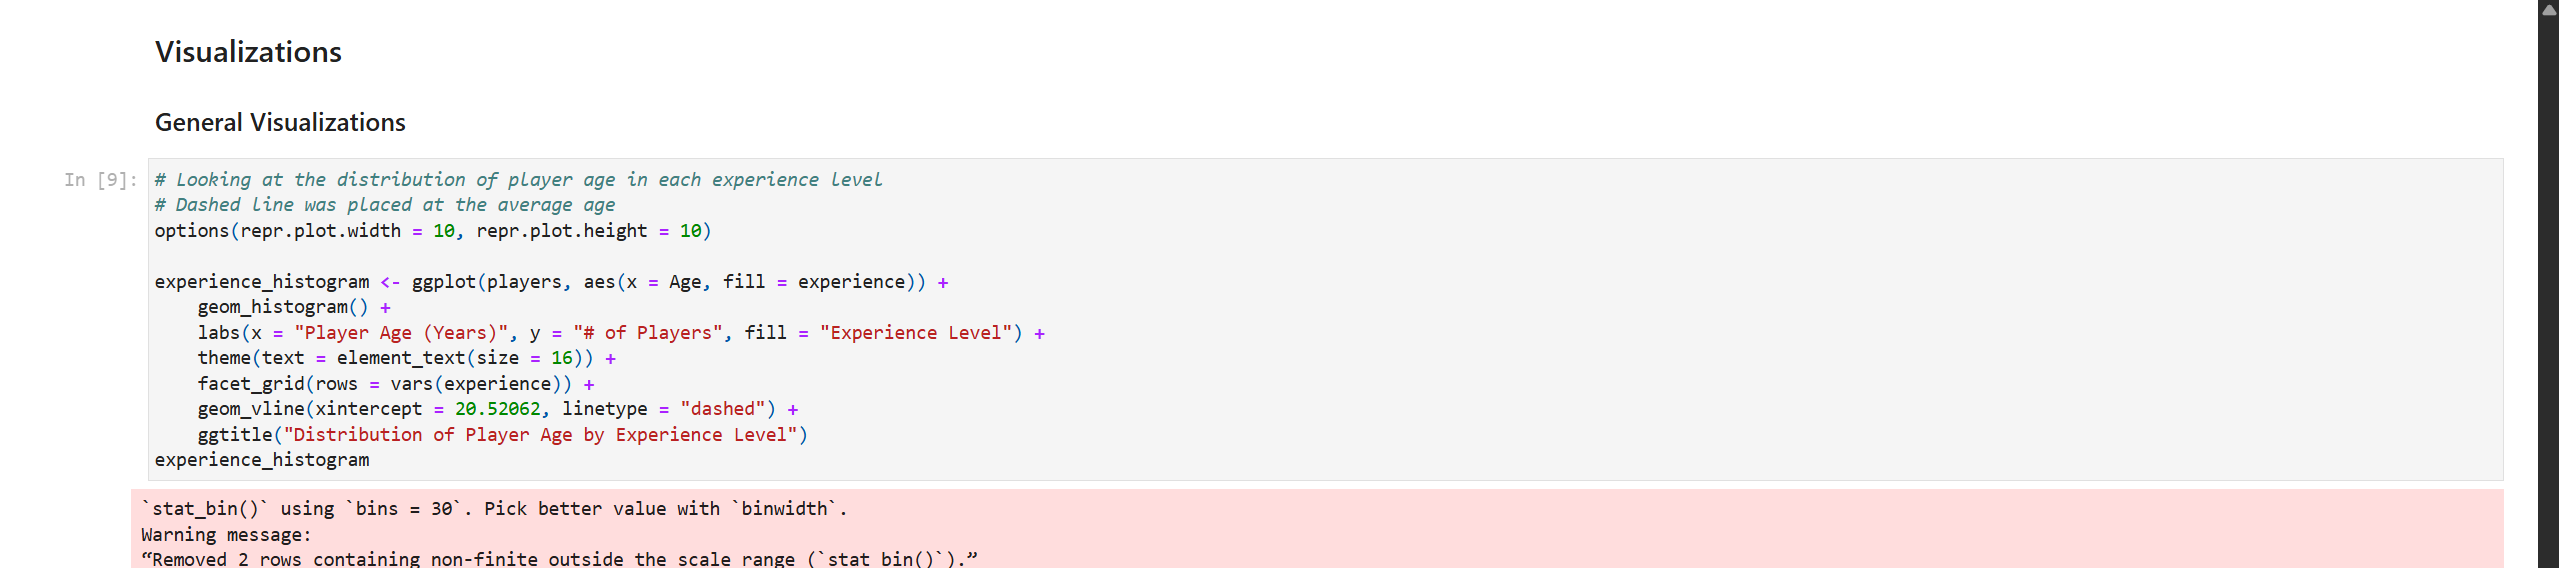 Visualizations
General Visualizations
In [9]:
# Looking at the distribution of player age in each experience level
# Dashed line was placed at the average age
options(repr.plot.width = 10, repr.plot.height = 10)
experience_histogram <- ggplot(players, aes(x = Age, fill = experience)) +
    geom_histogram() +
    labs(x = "Player Age (Years)", y = "# of Players", fill = "Experience Level") +
    theme(text = element_text(size = 16)) +
    facet_grid(rows = vars(experience)) +
    geom_vline(xintercept = 20.52062, linetype = "dashed") +
    ggtitle("Distribution of Player Age by Experience Level")
experience_histogram
`stat_bin()` using `bins = 30`. Pick better value with `binwidth`.
Warning message:
“Removed 2 rows containing non-finite outside the scale range (`stat_bin()`).”